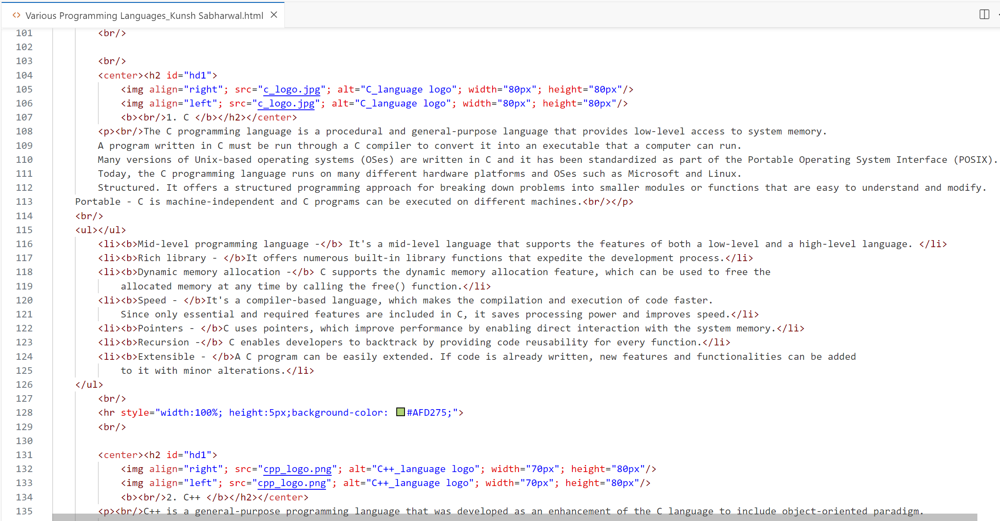 Various Programming Languages_Kunsh Sabharwal.html
101 <br/>
102
103 <br/>
104 <center><h2 id="hd1">
105 <img align="right"; src="c_logo.jpg"; alt="C_language logo"; width="80px"; height="80px"/>
106 <img align="left"; src="c_logo.jpg"; alt="C_language logo"; width="80px"; height="80px"/>
107 <b><br/>1. C </b></h2></center>
108 <p><br/>The C programming language is a procedural and general-purpose language that provides low-level access to system memory.
109 A program written in C must be run through a C compiler to convert it into an executable that a computer can run.
110 Many versions of Unix-based operating systems (OSes) are written in C and it has been standardized as part of the Portable Operating System Interface (POSIX).
111 Today, the C programming language runs on many different hardware platforms and OSes such as Microsoft and Linux.
112 Structured. It offers a structured programming approach for breaking down problems into smaller modules or functions that are easy to understand and modify.
113 Portable - C is machine-independent and C programs can be executed on different machines.<br/></p>
114 <br/>
115 <ul></ul>
116 <li><b>Mid-level programming language -</b> It's a mid-level language that supports the features of both a low-level and a high-level language. </li>
117 <li><b>Rich library - </b>It offers numerous built-in library functions that expedite the development process.</li>
118 <li><b>Dynamic memory allocation -</b> C supports the dynamic memory allocation feature, which can be used to free the
119 allocated memory at any time by calling the free() function.</li>
120 <li><b>Speed - </b>It's a compiler-based language, which makes the compilation and execution of code faster.
121 Since only essential and required features are included in C, it saves processing power and improves speed.</li>
122 <li><b>Pointers - </b>C uses pointers, which improve performance by enabling direct interaction with the system memory.</li>
123 <li><b>Recursion -</b> C enables developers to backtrack by providing code reusability for every function.</li>
124 <li><b>Extensible - </b>A C program can be easily extended. If code is already written, new features and functionalities can be added
125 to it with minor alterations.</li>
126 </ul>
127 <br/>
128 <hr style="width:100%; height:5px;background-color: #AFD275;">
129 <br/>
130
131 <center><h2 id="hd1">
132 <img align="right"; src="cpp_logo.png"; alt="C++_language logo"; width="70px"; height="80px"/>
133 <img align="left"; src="cpp_logo.png"; alt="C++_language logo"; width="70px"; height="80px"/>
134 <b><br/>2. C++ </b></h2></center>
135 <p><br/>C++ is a general-purpose programming language that was developed as an enhancement of the C language to include object-oriented paradigm.